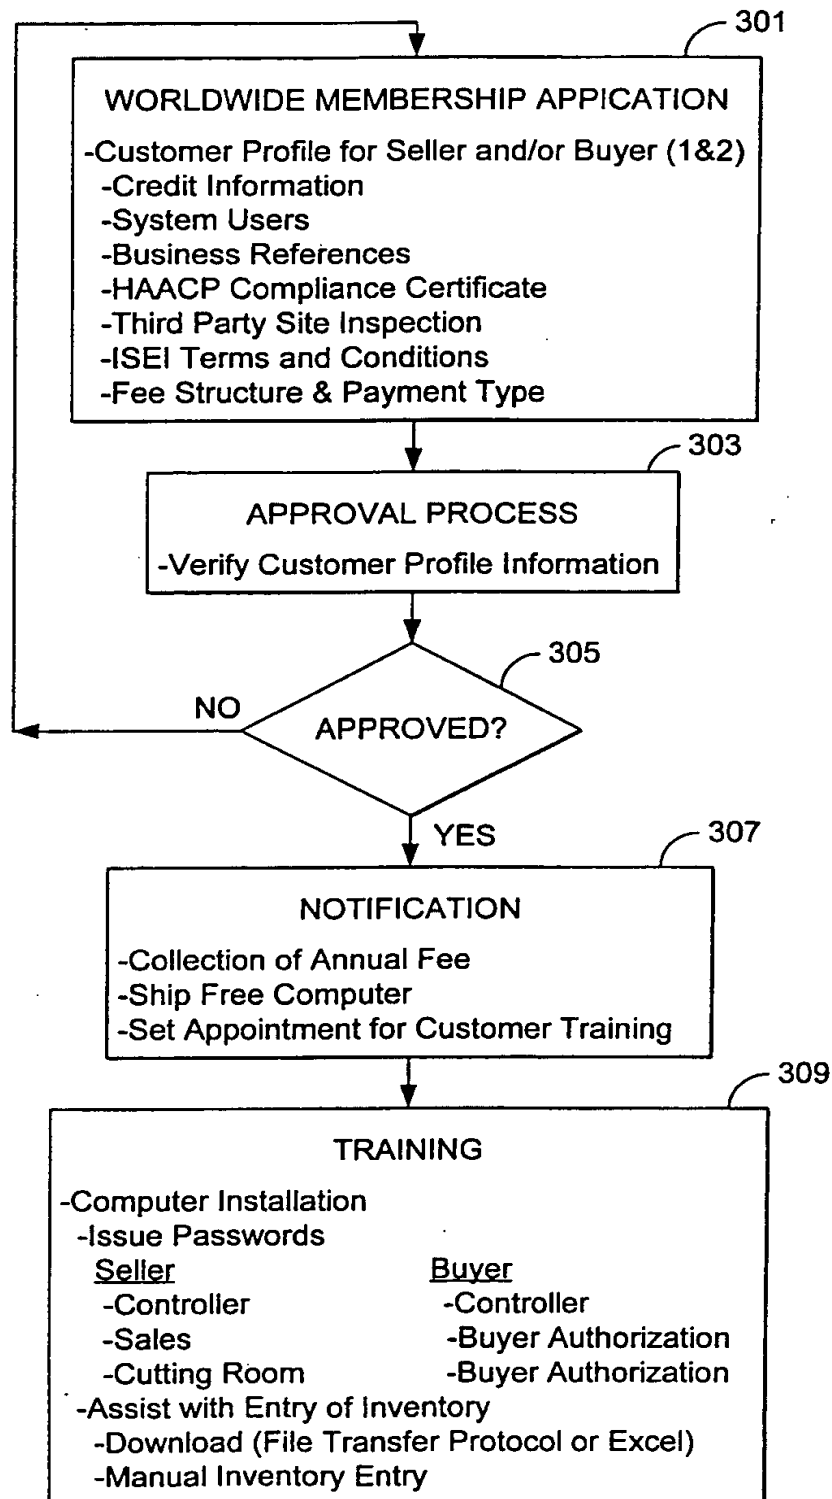 301
WORLDWIDE MEMBERSHIP APPICATION
-Customer Profile for Seller and/or Buyer (1&2)
-Credit Information
-System Users
-Business References
-HAACP Compliance Certificate
-Third Party Site Inspection
-ISEI Terms and Conditions
-Fee Structure & Payment Type
303
APPROVAL PROCESS
-Verify Customer Profile Information
305
NO
APPROVED?
YES
307
NOTIFICATION
-Collection of Annual Fee
-Ship Free Computer
-Set Appointment for Customer Training
309
TRAINING
-Computer Installation
-Issue Passwords
Seller Buyer
-Controller -Controller
-Sales -Buyer Authorization
-Cutting Room -Buyer Authorization
-Assist with Entry of Inventory
-Download (File Transfer Protocol or Excel)
-Manual Inventory Entry